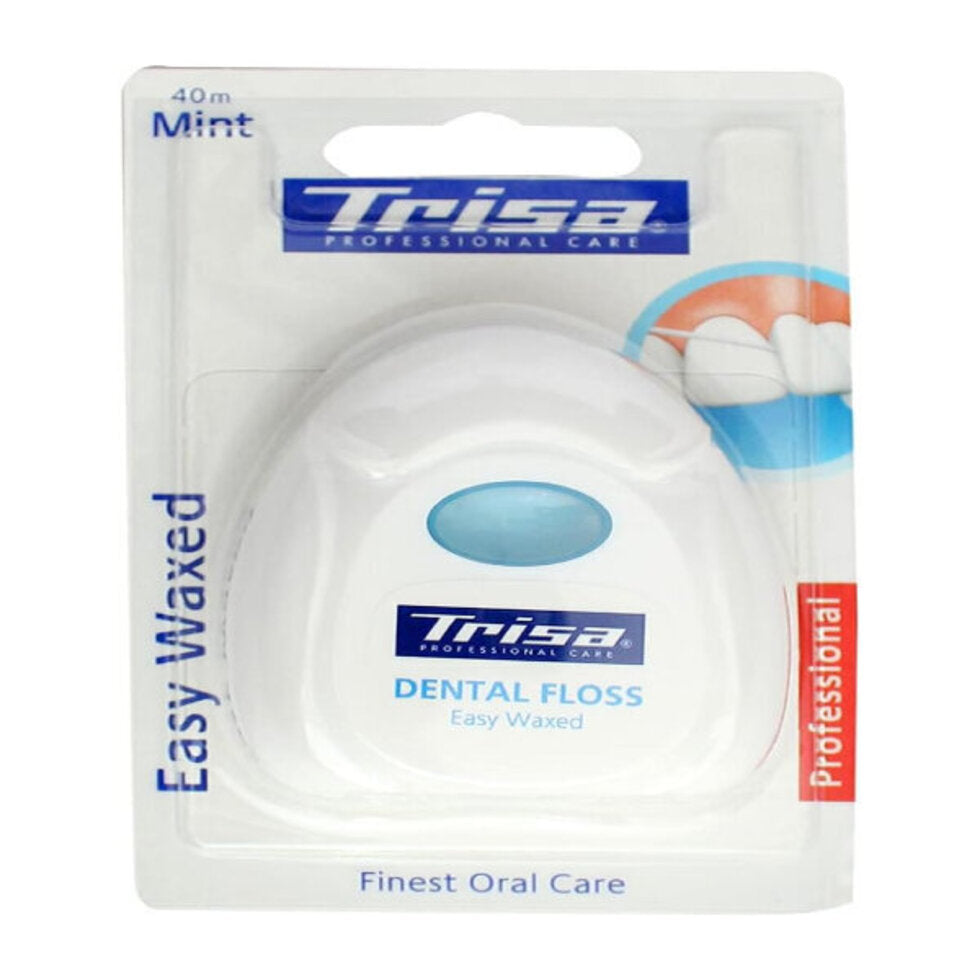 40m
Mint
Trisa®
PROFESSIONAL CARE
Easy Waxed
Trisa®
PROFESSIONAL CARE
DENTAL FLOSS
Easy Waxed
Professional
Finest Oral Care